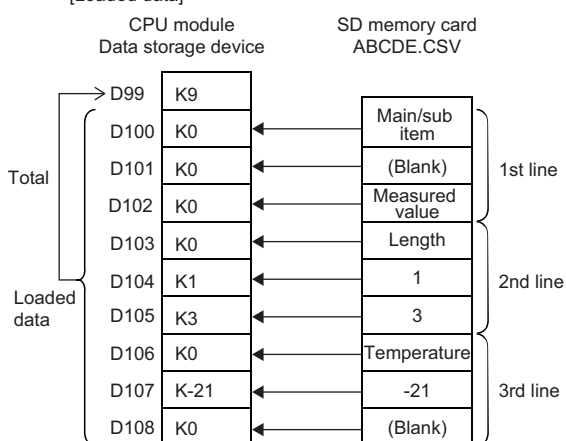 [Loaded data]
CPU module
Data storage device
SD memory card
ABCDE.CSV
D99 K9
D100 K0 Main/sub
item
D101 K0 (Blank) 1st line
Total
D102 K0 Measured
value
D103 K0 Length
D104 K1 1 2nd line
Loaded
data
D105 K3 3
D106 K0 Temperature
D107 K-21 -21 3rd line
D108 K0 (Blank)